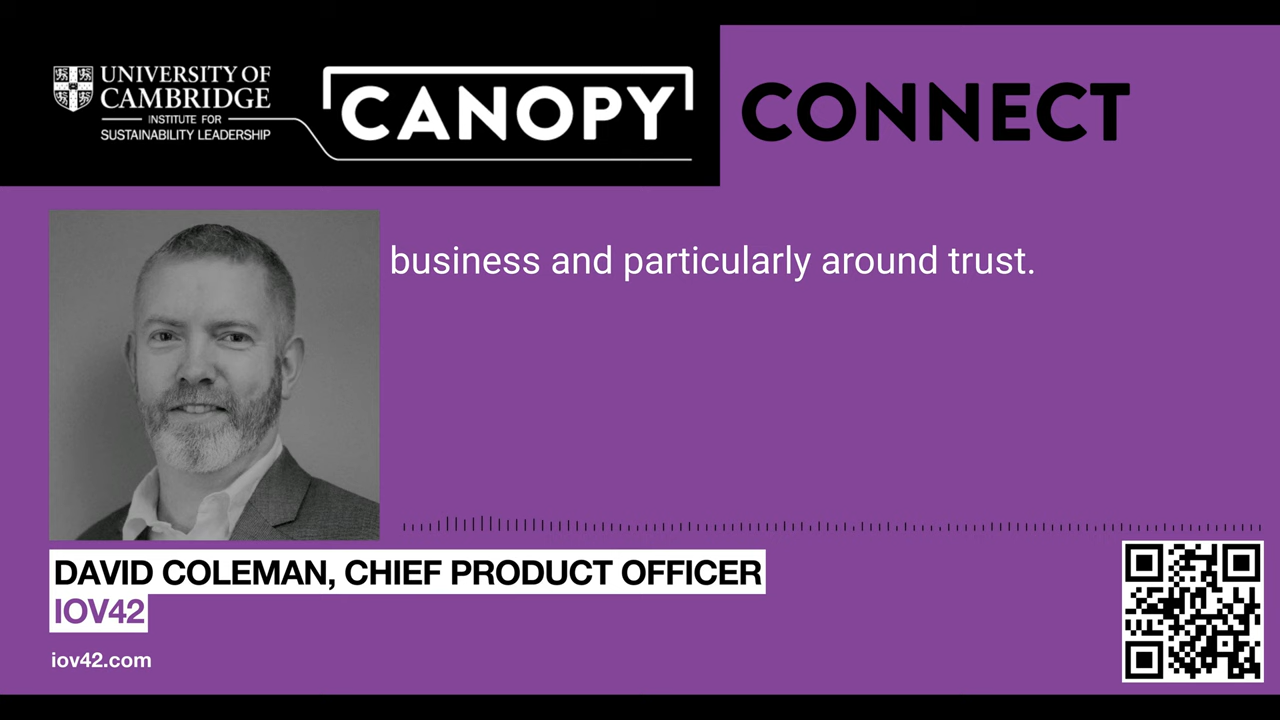 UNIVERSITY OF
CAMBRIDGE
INSTITUTE FOR
SUSTAINABILITY LEADERSHIP
CANOPY
CONNECT
business and particularly around trust.
DAVID COLEMAN, CHIEF PRODUCT OFFICER
IOV42
iov42.com